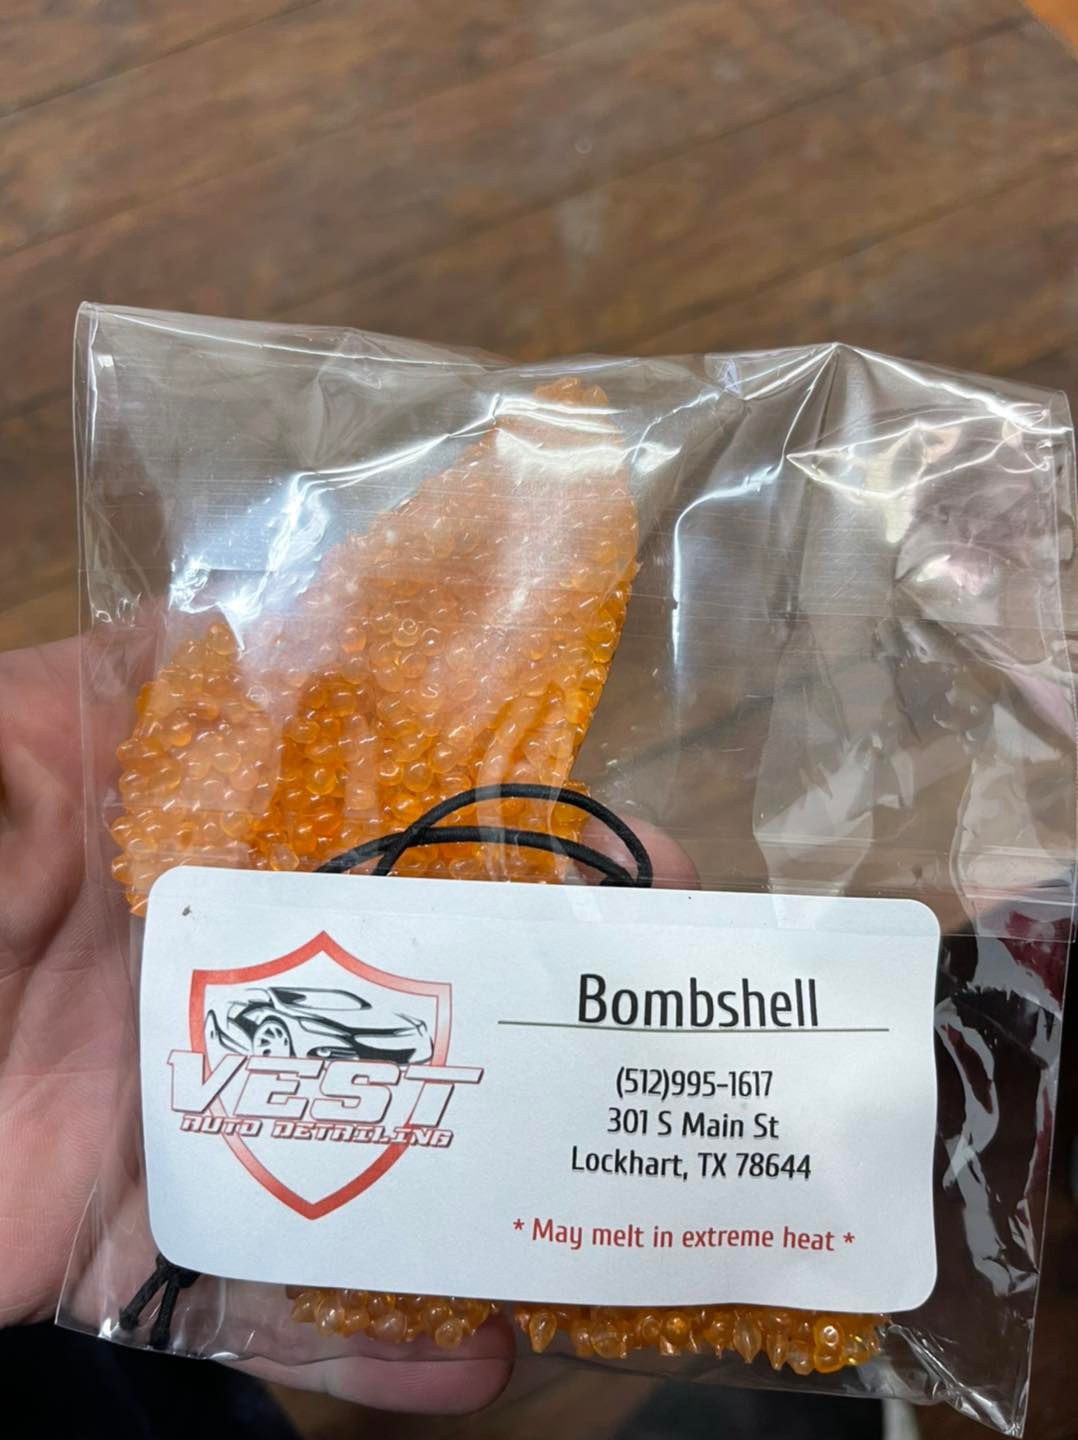 VEST
AUTO DETAILING
Bombshell
(512)995-1617
301 S Main St
Lockhart, TX 78644
* May melt in extreme heat *